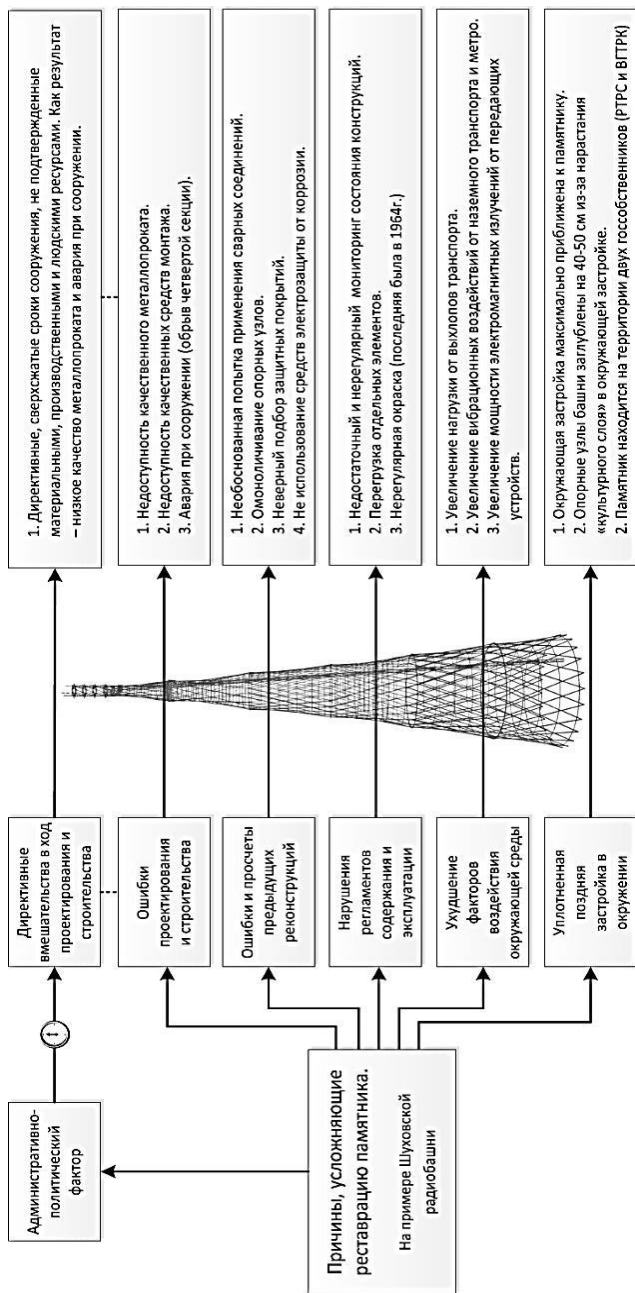 Причины, усложняющие
реставрацию памятника.
На примере Шуховской
радиобашни
Административно-
политический
фактор
Директивные
вмешательства в ход
проектирования и
строительства
1. Директивные, сверхсжатые сроки сооружения, не подтвержденные
материальными, производственными и людскими ресурсами. Как результат
– низкое качество металлопроката и авария при сооружении.
Ошибки
проектирования
и строительства
1. Недоступность качественного металлопроката.
2. Недоступность качественных средств монтажа.
3. Авария при сооружении (обрыв четвертой секции).
Ошибки и просчеты
предыдущих
реконструкций
1. Необоснованная попытка применения сварных соединений.
2. Омоноличивание опорных узлов.
3. Неверный подбор защитных покрытий.
4. Не использование средств электрозащиты от коррозии.
Нарушения
регламентов
содержания и
эксплуатации
1. Недостаточный и нерегулярный мониторинг состояния конструкций.
2. Перегрузка отдельных элементов.
3. Нерегулярная окраска (последняя была в 1964г.)
Ухудшение
факторов
воздействия
окружающей среды
1. Увеличение нагрузки от выхлопов транспорта.
2. Увеличение вибрационных воздействий от наземного транспорта и метро.
3. Увеличение мощности электромагнитных излучений от передающих
устройств.
Уплотненная
поздняя
застройка в
окружении
1. Окружающая застройка максимально приближена к памятнику.
2. Опорные узлы башни заглублены на 40-50 см из-за нарастания
«культурного слоя» в окружающей застройке.
2. Памятник находится на территории двух госсобственников (РТРС и ВГТРК)